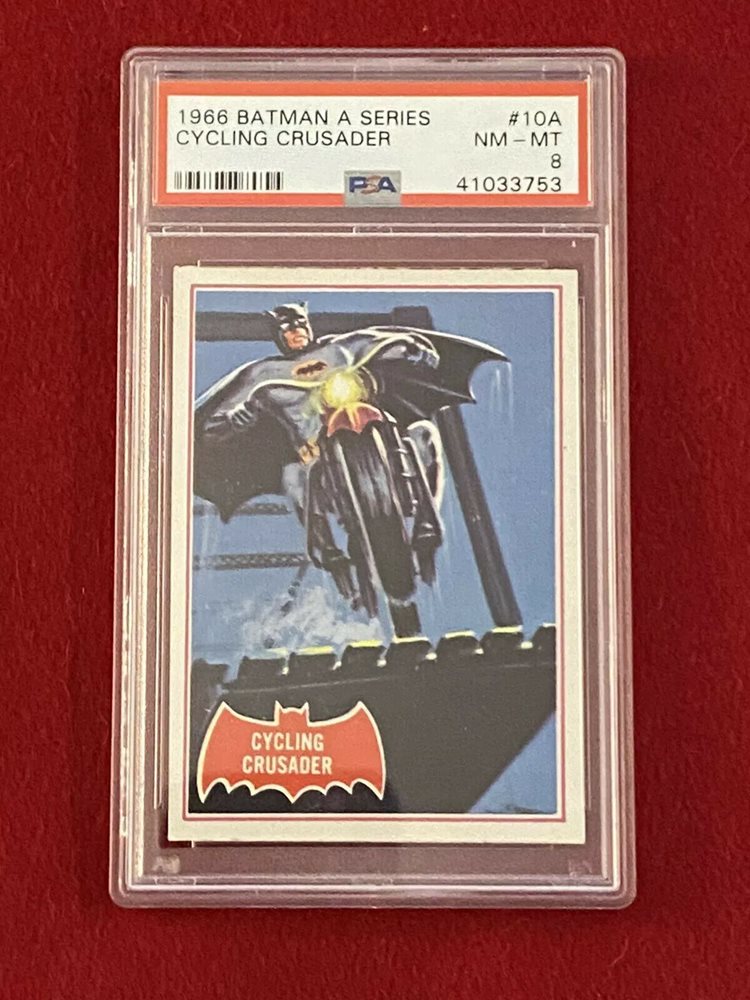 1966 BATMAN A SERIES #10A
CYCLING CRUSADER NM - MT
8
PSA 41033753
CYCLING
CRUSADER